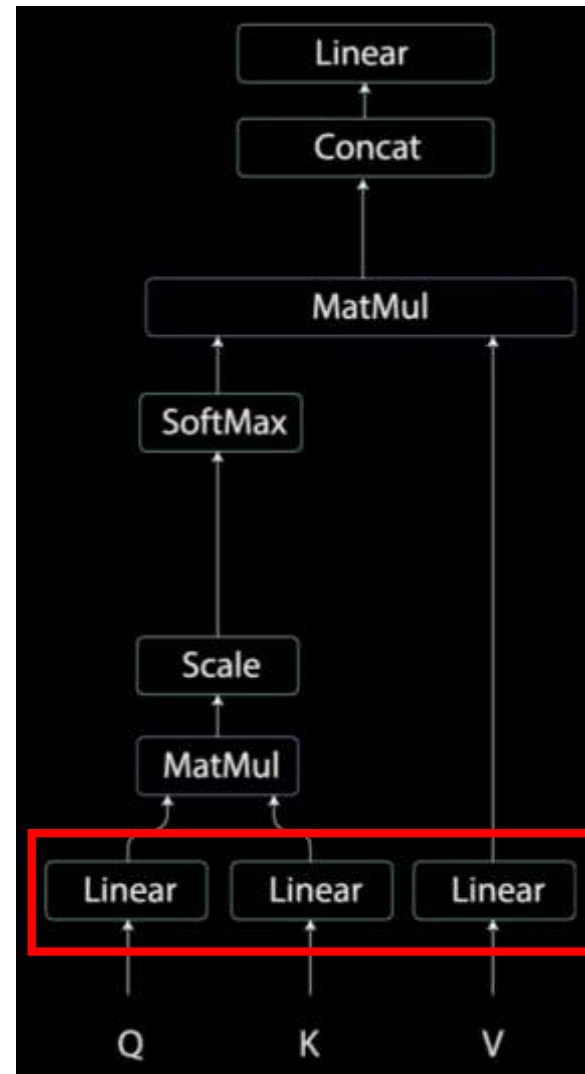 Linear
Concat
MatMul
SoftMax
Scale
MatMul
Linear Linear Linear
Q K V